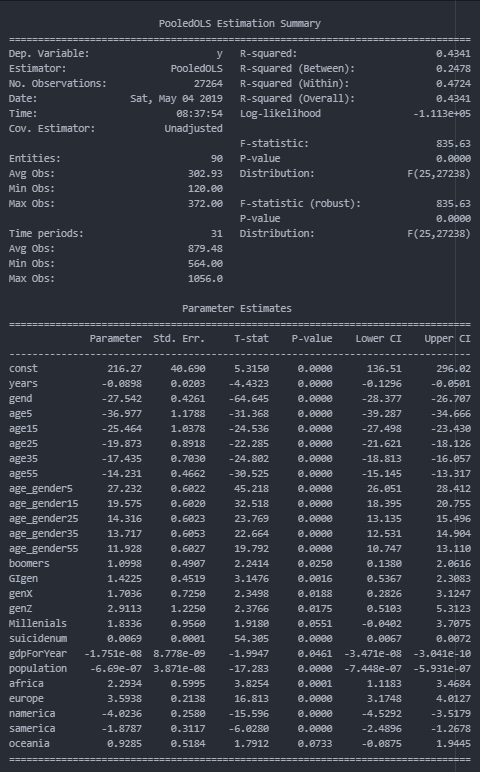 PooledOLS Estimation Summary
================================================================================
Dep. Variable: y R-squared: 0.4341
Estimator: PooledOLS R-squared (Between): 0.2478
No. Observations: 27264 R-squared (Within): 0.4724
Date: Sat, May 04 2019 R-squared (Overall): 0.4341
Time: 08:37:54 Log-likelihood -1.113e+05
Cov. Estimator: Unadjusted
F-statistic: 835.63
Entities: 90 P-value 0.0000
Avg Obs: 302.93 Distribution: F(25,27238)
Min Obs: 120.00
Max Obs: 372.00 F-statistic (robust): 835.63
P-value 0.0000
Time periods: 31 Distribution: F(25,27238)
Avg Obs: 879.48
Min Obs: 564.00
Max Obs: 1056.0
Parameter Estimates
================================================================================
Parameter Std. Err. T-stat P-value Lower CI Upper CI
--------------------------------------------------------------------------------
const 216.27 40.690 5.3150 0.0000 136.51 296.02
years -0.0898 0.0203 -4.4323 0.0000 -0.1296 -0.0501
gend -27.542 0.4261 -64.645 0.0000 -28.377 -26.707
age5 -36.977 1.1788 -31.368 0.0000 -39.287 -34.666
age15 -25.464 1.0378 -24.536 0.0000 -27.498 -23.430
age25 -19.873 0.8918 -22.285 0.0000 -21.621 -18.126
age35 -17.435 0.7030 -24.802 0.0000 -18.813 -16.057
age55 -14.231 0.4662 -30.525 0.0000 -15.145 -13.317
age_gender5 27.232 0.6022 45.218 0.0000 26.051 28.412
age_gender15 19.575 0.6020 32.518 0.0000 18.395 20.755
age_gender25 14.316 0.6023 23.769 0.0000 13.135 15.496
age_gender35 13.717 0.6053 22.664 0.0000 12.531 14.904
age_gender55 11.928 0.6027 19.792 0.0000 10.747 13.110
boomers 1.0998 0.4907 2.2414 0.0250 0.1380 2.0616
GIgen 1.4225 0.4519 3.1476 0.0016 0.5367 2.3083
genX 1.7036 0.7250 2.3498 0.0188 0.2826 3.1247
genZ 2.9113 1.2250 2.3766 0.0175 0.5103 5.3123
Millenials 1.8336 0.9560 1.9180 0.0551 -0.0402 3.7075
suicidenum 0.0069 0.0001 54.305 0.0000 0.0067 0.0072
gdpForYear -1.751e-08 8.778e-09 -1.9947 0.0461 -3.471e-08 -3.041e-10
population -6.69e-07 3.871e-08 -17.283 0.0000 -7.448e-07 -5.931e-07
africa 2.2934 0.5995 3.8254 0.0001 1.1183 3.4684
europe 3.5938 0.2138 16.813 0.0000 3.1748 4.0127
namerica -4.0236 0.2580 -15.596 0.0000 -4.5292 -3.5179
samerica -1.8787 0.3117 -6.0280 0.0000 -2.4896 -1.2678
oceania 0.9285 0.5184 1.7912 0.0733 -0.0875 1.9445
================================================================================